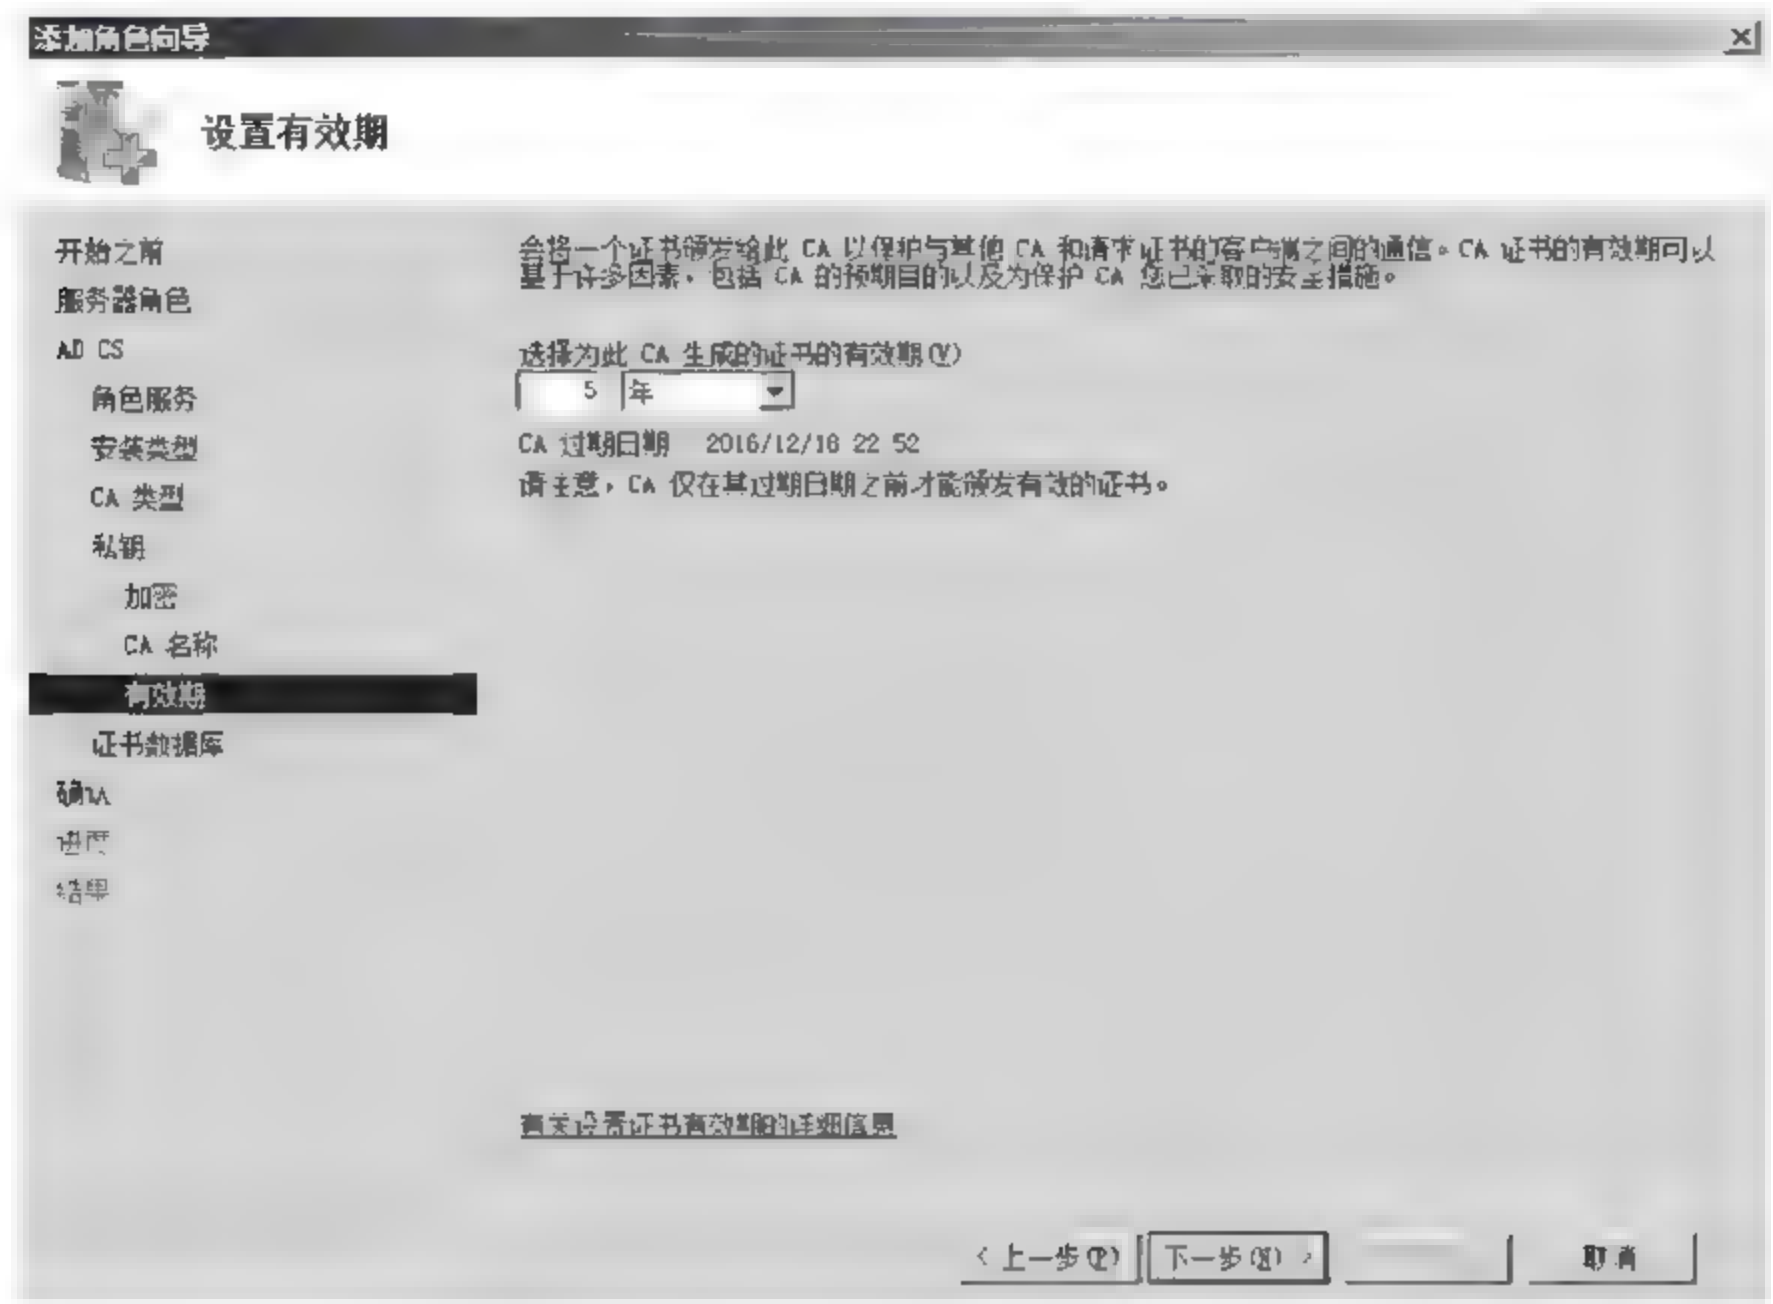 添加角色向导
设置有效期
开始之前
服务器角色
AD CS
角色服务
安装类型
CA 类型
私钥
加密
CA 名称
有效期
证书数据库
确认
进度
结果
会将一个证书颁发给此 CA 以保护与其他 CA 和请求证书的客户端之间的通信。CA 证书的有效期可以
基于许多因素，包括 CA 的预期目的以及为保护 CA 您已采取的安全措施。
选择为此 CA 生成的证书的有效期(V)
5 年
CA 过期日期 2016/12/18 22 52
请注意，CA 仅在其过期日期之前才能颁发有效的证书。
有关设置证书有效期的详细信息
< 上一步(P) 下一步(N) > 取消